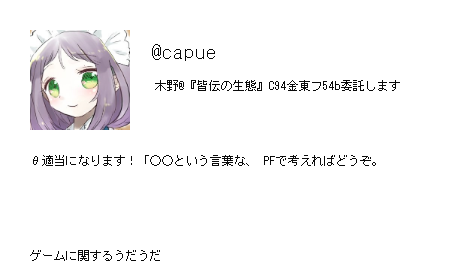 @capue
木野@『皆伝の生態』C94金東フ54b委託します
θ適当になります！「〇〇という言葉な、 PFで考えればどうぞ。
ゲームに関するうだうだ